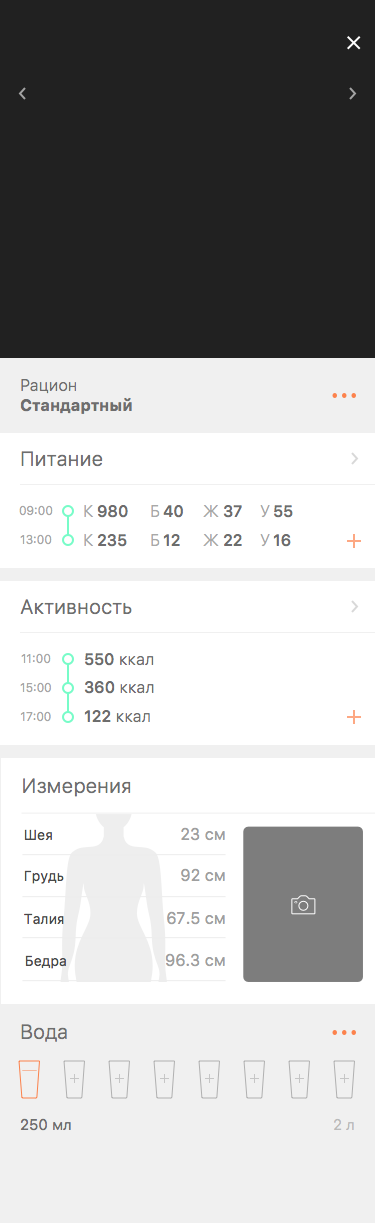 Рацион
Стандартный
Питание
09:00 К 980 Б 40 Ж 37 У 55
13:00 К 235 Б 12 Ж 22 У 16
Активность
11:00 550 ккал
15:00 360 ккал
17:00 122 ккал
Измерения
Шея 23 см
Грудь 92 см
Талия 67.5 см
Бедра 96.3 см
Вода
250 мл 2 л